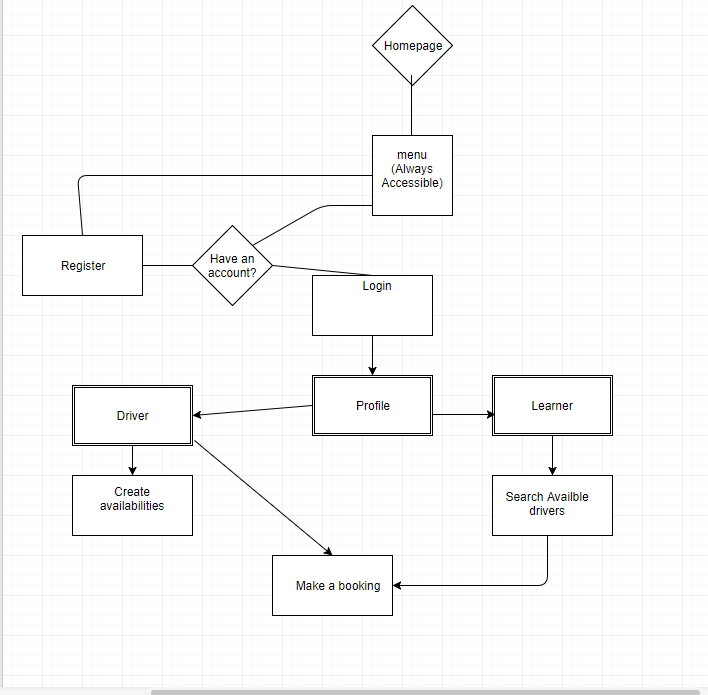 Homepage
menu
(Always
Accessible)
Register
Have an
account?
Login
Driver
Profile
Learner
Create
availabilities
Search Availble
drivers
Make a booking